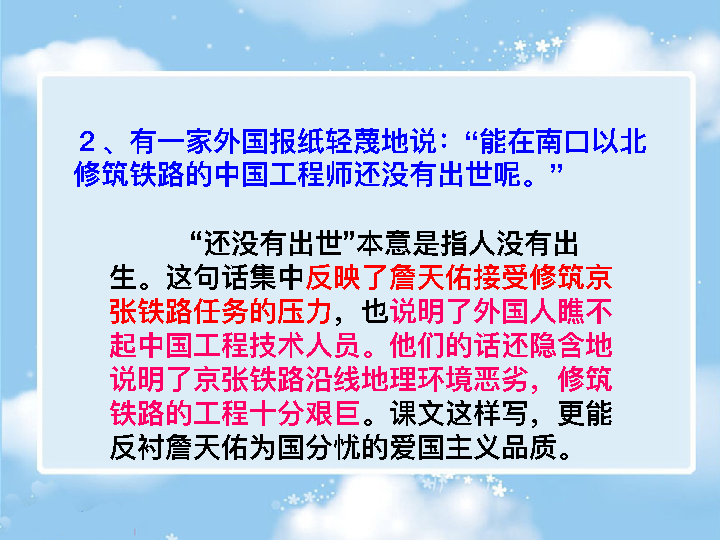 ２、有一家外国报纸轻蔑地说：“能在南口以北
修筑铁路的中国工程师还没有出世呢。”
“还没有出世”本意是指人没有出
生。这句话集中反映了詹天佑接受修筑京
张铁路任务的压力，也说明了外国人瞧不
起中国工程技术人员。他们的话还隐含地
说明了京张铁路沿线地理环境恶劣，修筑
铁路的工程十分艰巨。课文这样写，更能
反衬詹天佑为国分忧的爱国主义品质。